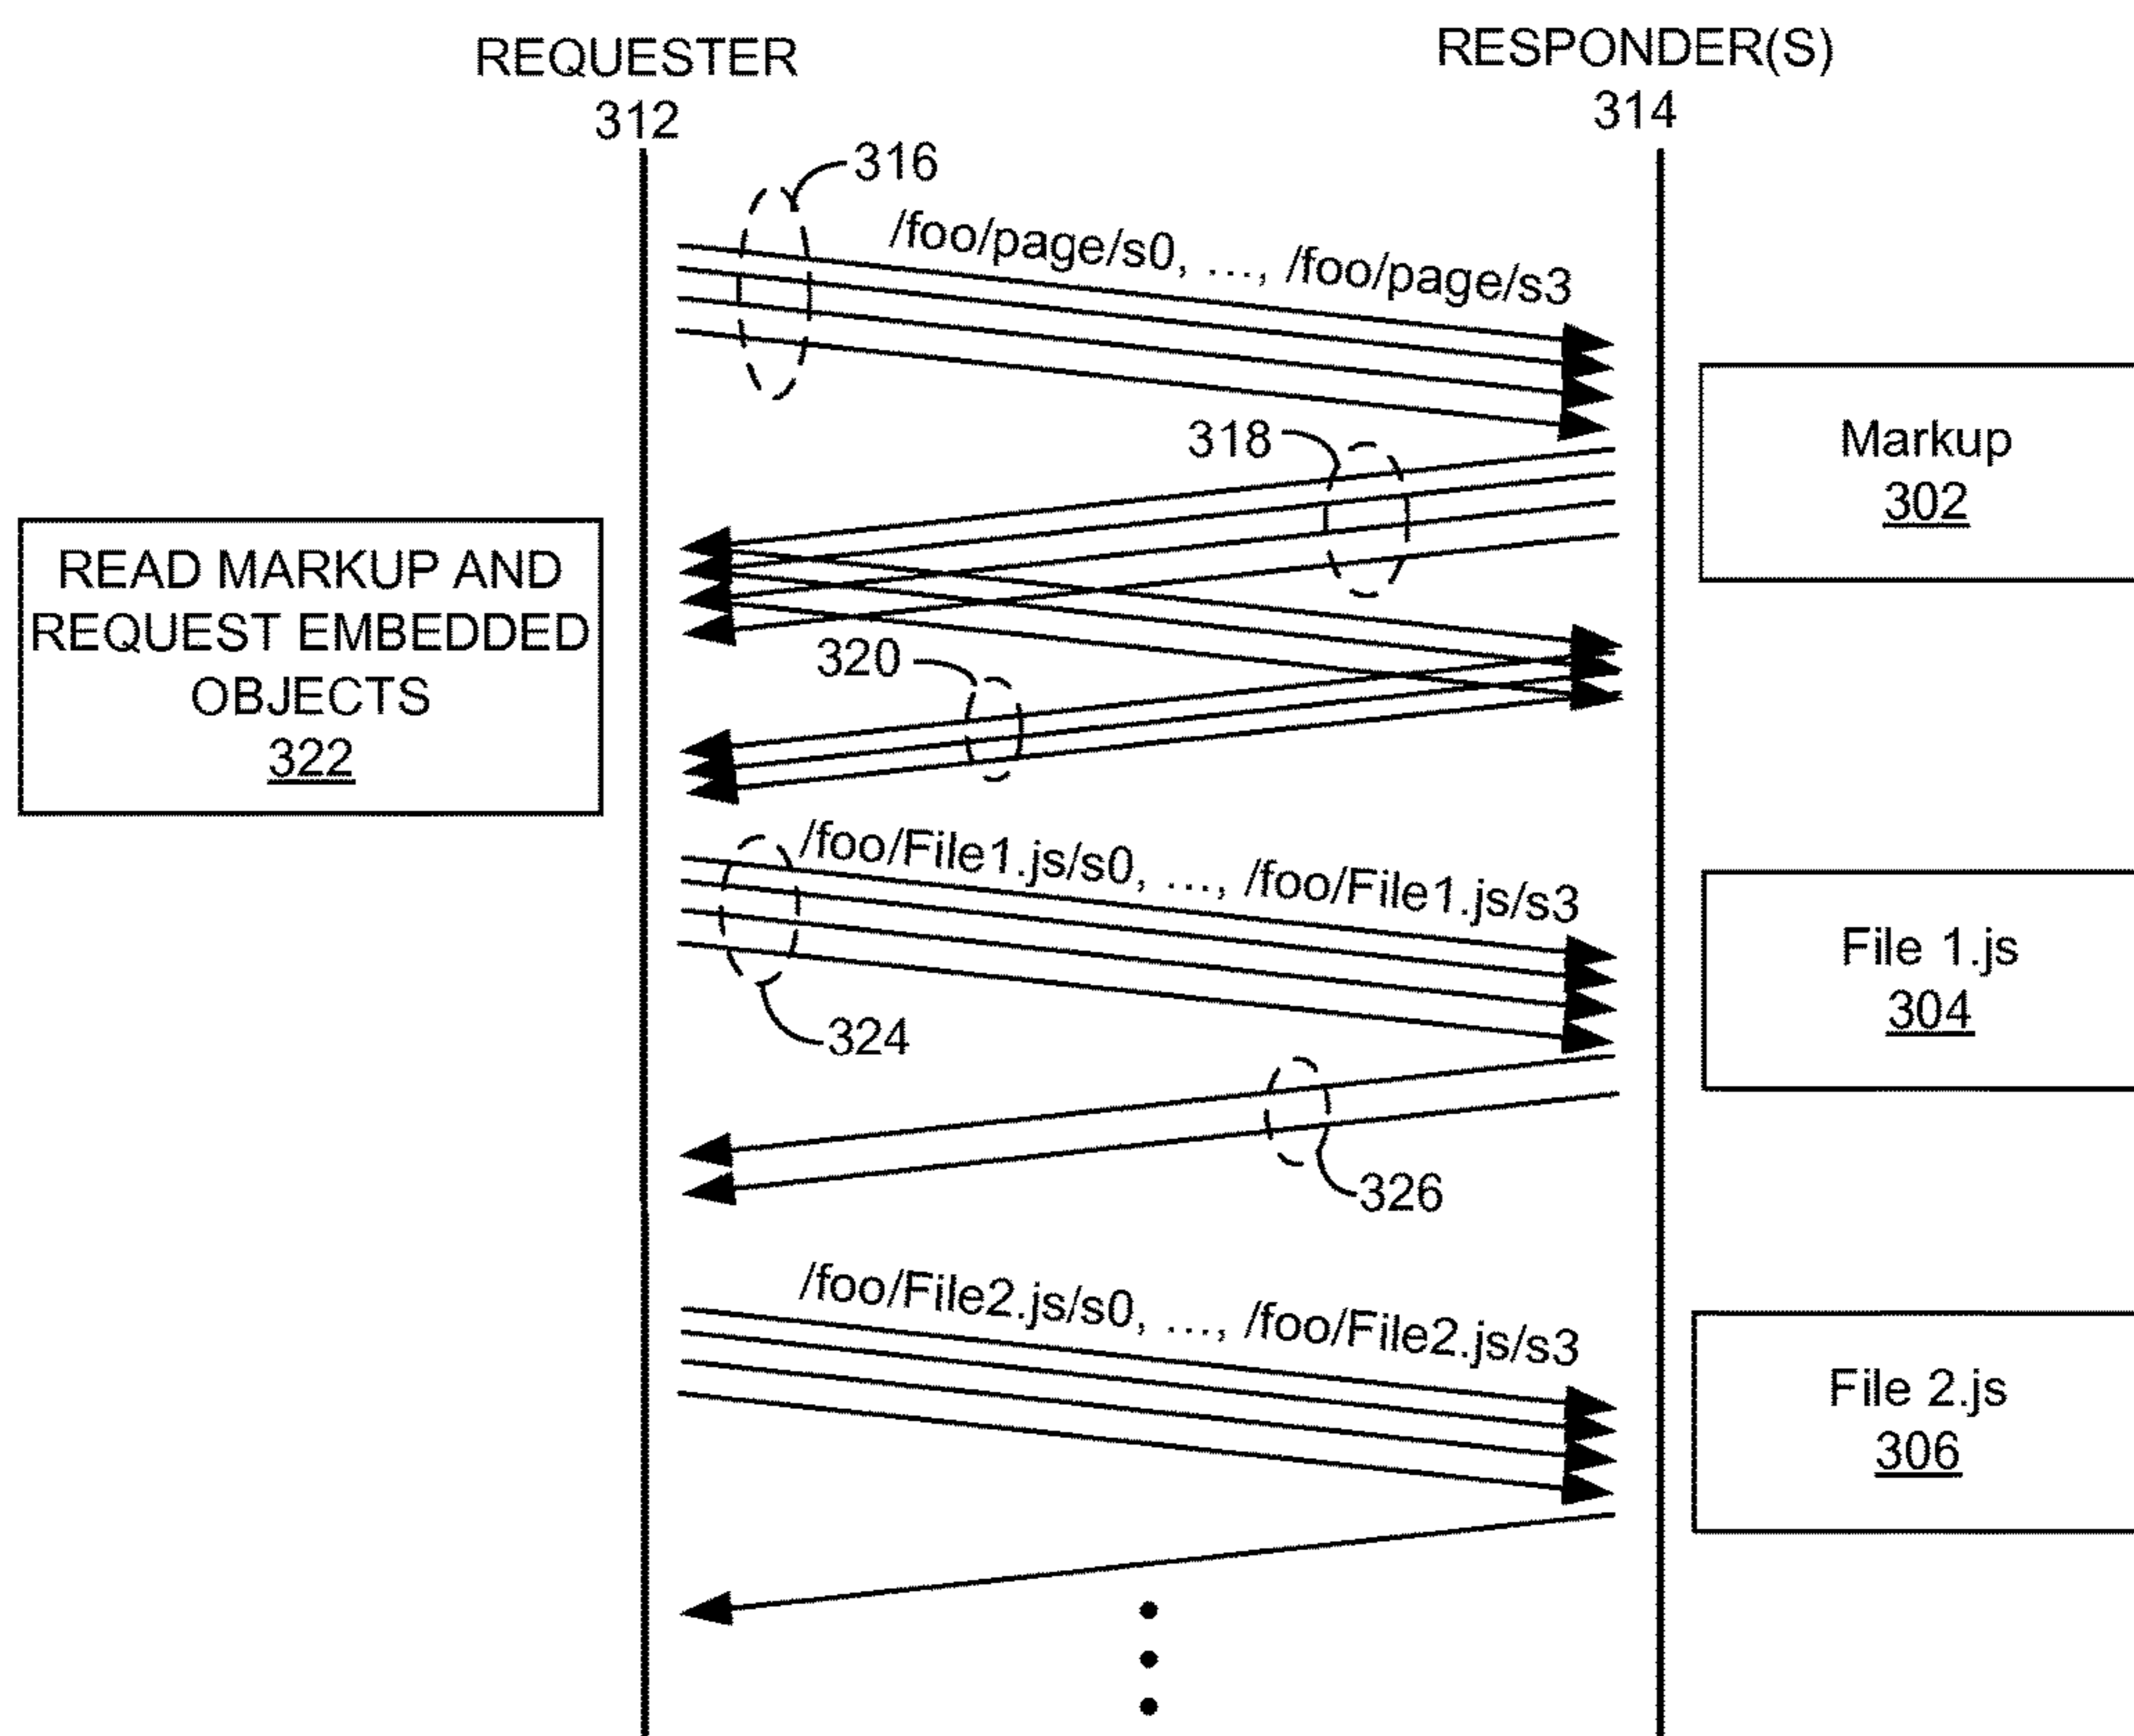 REQUESTER
312
RESPONDER(S)
314
316
/foo/page/s0, ..., /foo/page/s3
318
Markup
302
READ MARKUP AND
REQUEST EMBEDDED
OBJECTS
322
320
/foo/File1.js/s0, ..., /foo/File1.js/s3
324
File 1.js
304
326
/foo/File2.js/s0, ..., /foo/File2.js/s3
File 2.js
306